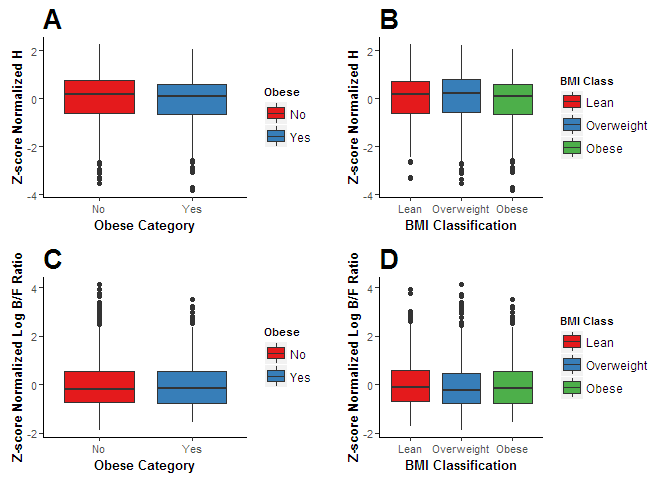 A
Z-score Normalized H
2
0
-2
-4
No
Yes
Obese Category
Obese
No
Yes
B
Z-score Normalized H
2
0
-2
-4
Lean
Overweight
Obese
BMI Classification
BMI Class
Lean
Overweight
Obese
C
Z-score Normalized Log B/F Ratio
4
2
0
-2
No
Yes
Obese Category
Obese
No
Yes
D
Z-score Normalized Log B/F Ratio
4
2
0
-2
Lean
Overweight
Obese
BMI Classification
BMI Class
Lean
Overweight
Obese